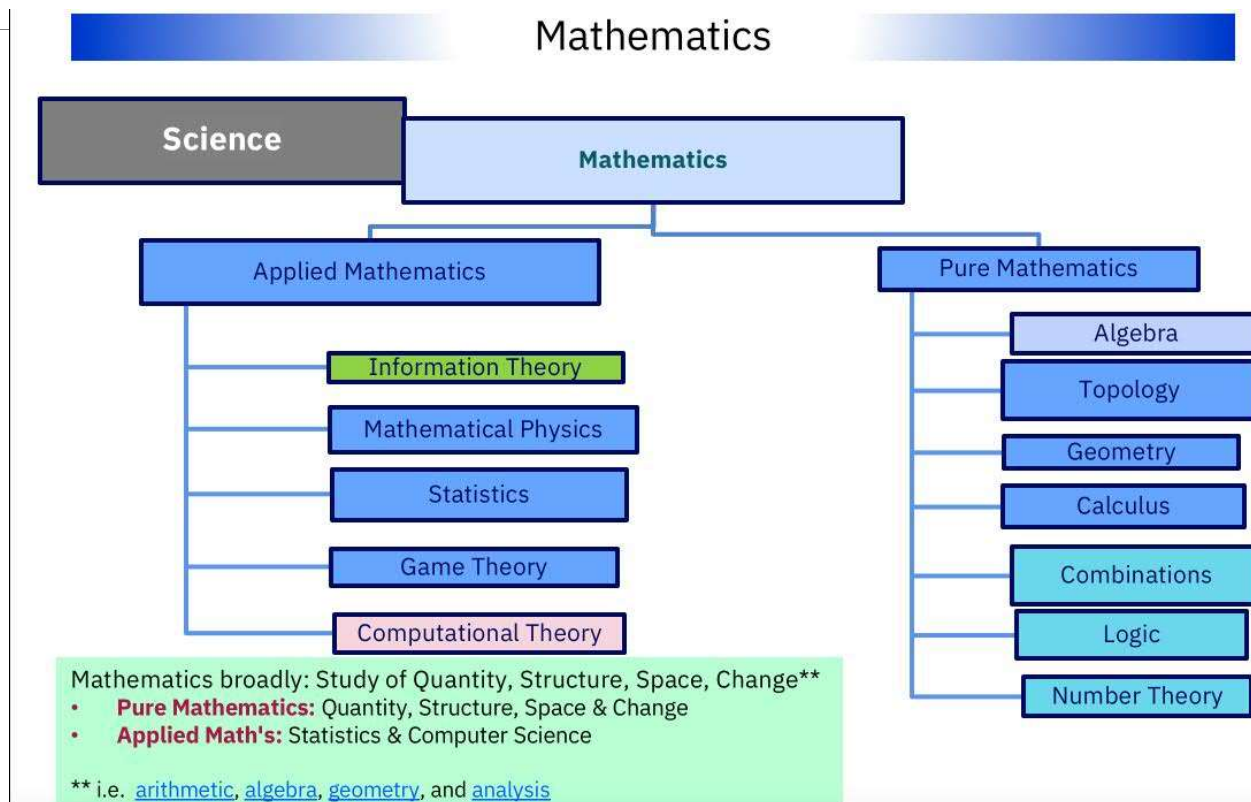 Mathematics
Science
Mathematics
Applied Mathematics
Information Theory
Mathematical Physics
Statistics
Game Theory
Computational Theory
Pure Mathematics
Algebra
Topology
Geometry
Calculus
Combinations
Logic
Number Theory
Mathematics broadly: Study of Quantity, Structure, Space, Change**
• Pure Mathematics: Quantity, Structure, Space & Change
• Applied Math's: Statistics & Computer Science
** i.e. arithmetic, algebra, geometry, and analysis